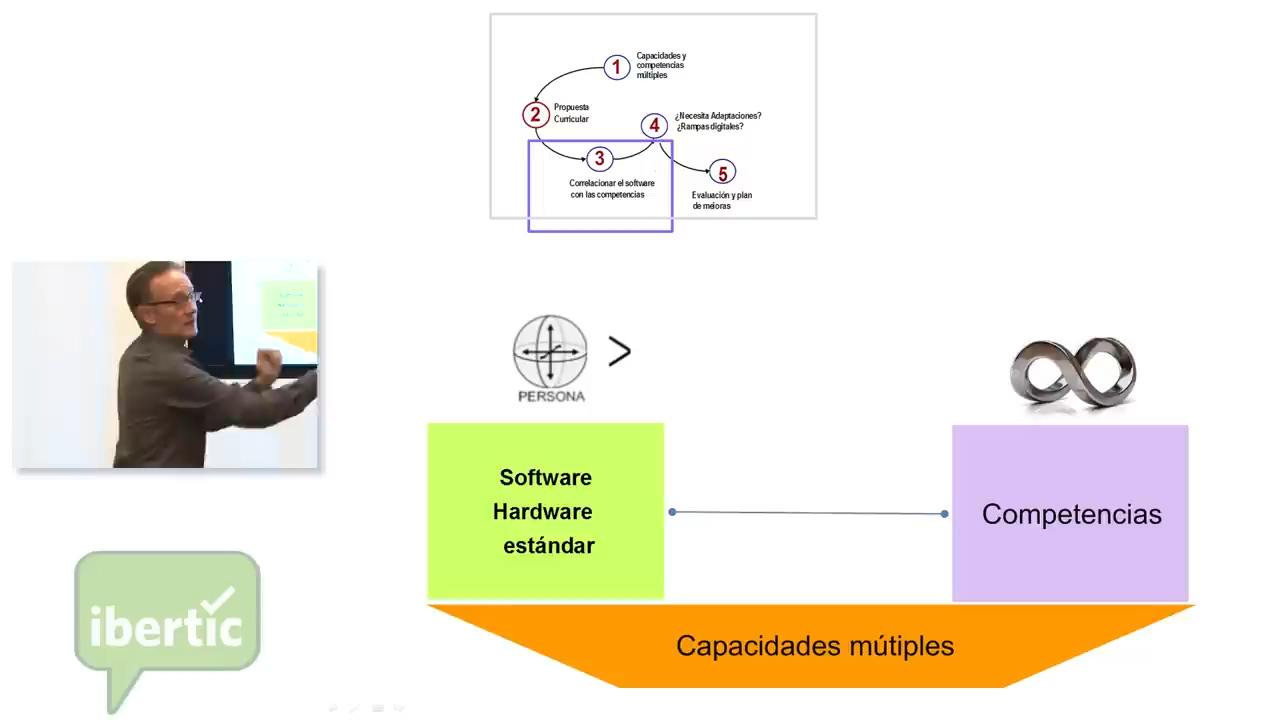 1
Capacidades y
competencias
múltiples
2
Propuesta
Curricular
3
Correlacionar el software
con las competencias
4
¿Necesita Adaptaciones?
¿Rampas digitales?
5
Evaluación y plan
de mejoras
PERSONA
>
Software
Hardware
estándar
Competencias
Capacidades mútiples
ibertic